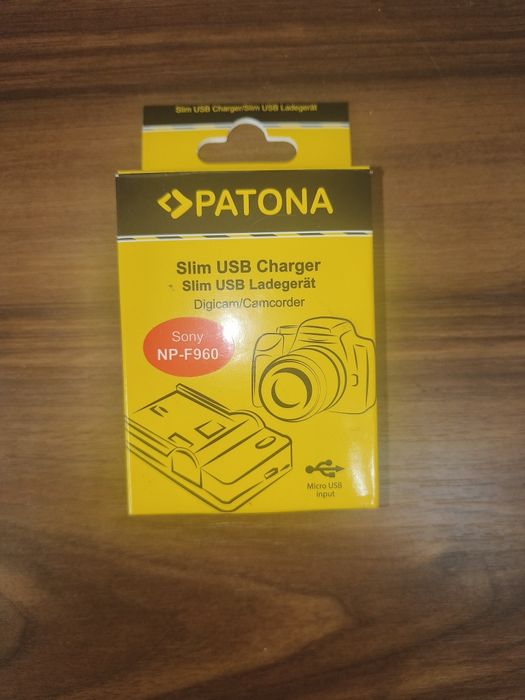 Slim USB Charger/Slim USB Ladegerät
PATONA
Slim USB Charger
Slim USB Ladegerät
Digicam/Camcorder
Sony
NP-F960
Micro USB
input